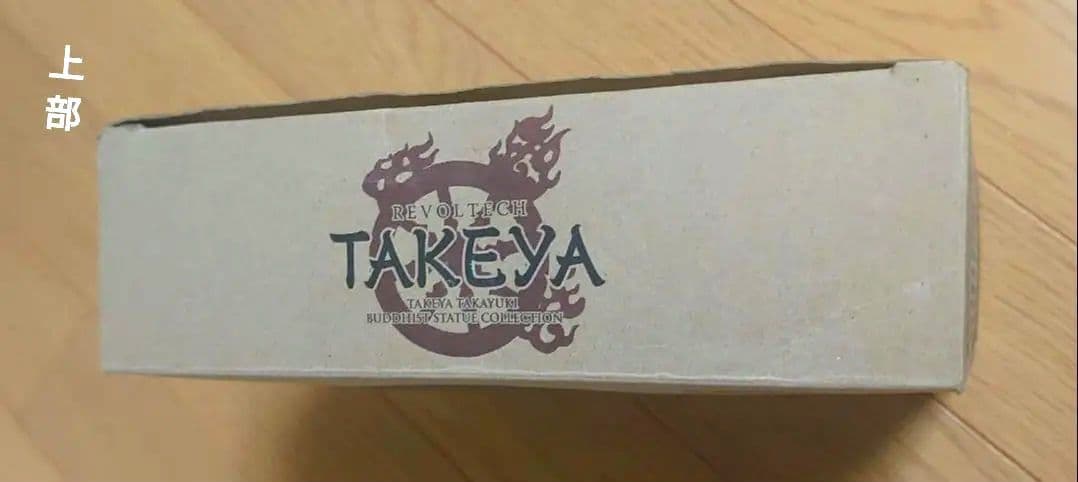 上部
REVOLTECH
TAKEYA
TAKEYA TAKAYUKI
BUDDHIST STATUE COLLECTION